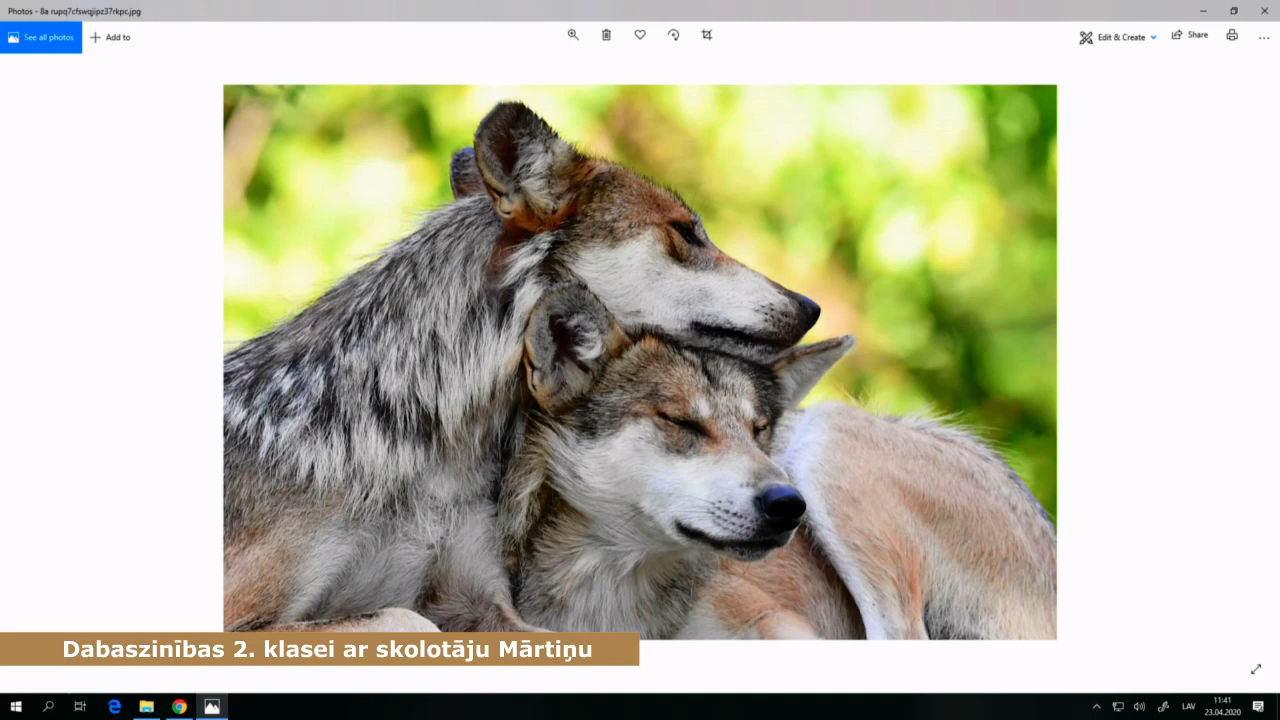 Photos - 8a rupq7cfswqjipz37rkpc.jpg
See all photos
Add to
Edit & Create
Share
Dabaszinības 2. klasei ar skolotāju Mārtiņu
LAV
11:41
23.04.2020